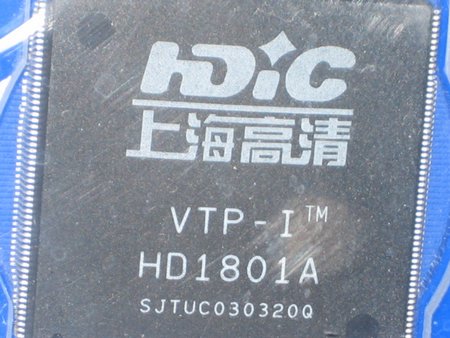 HDiC
上海高清
VTP-I™
HD1801A
SJTUC030320Q